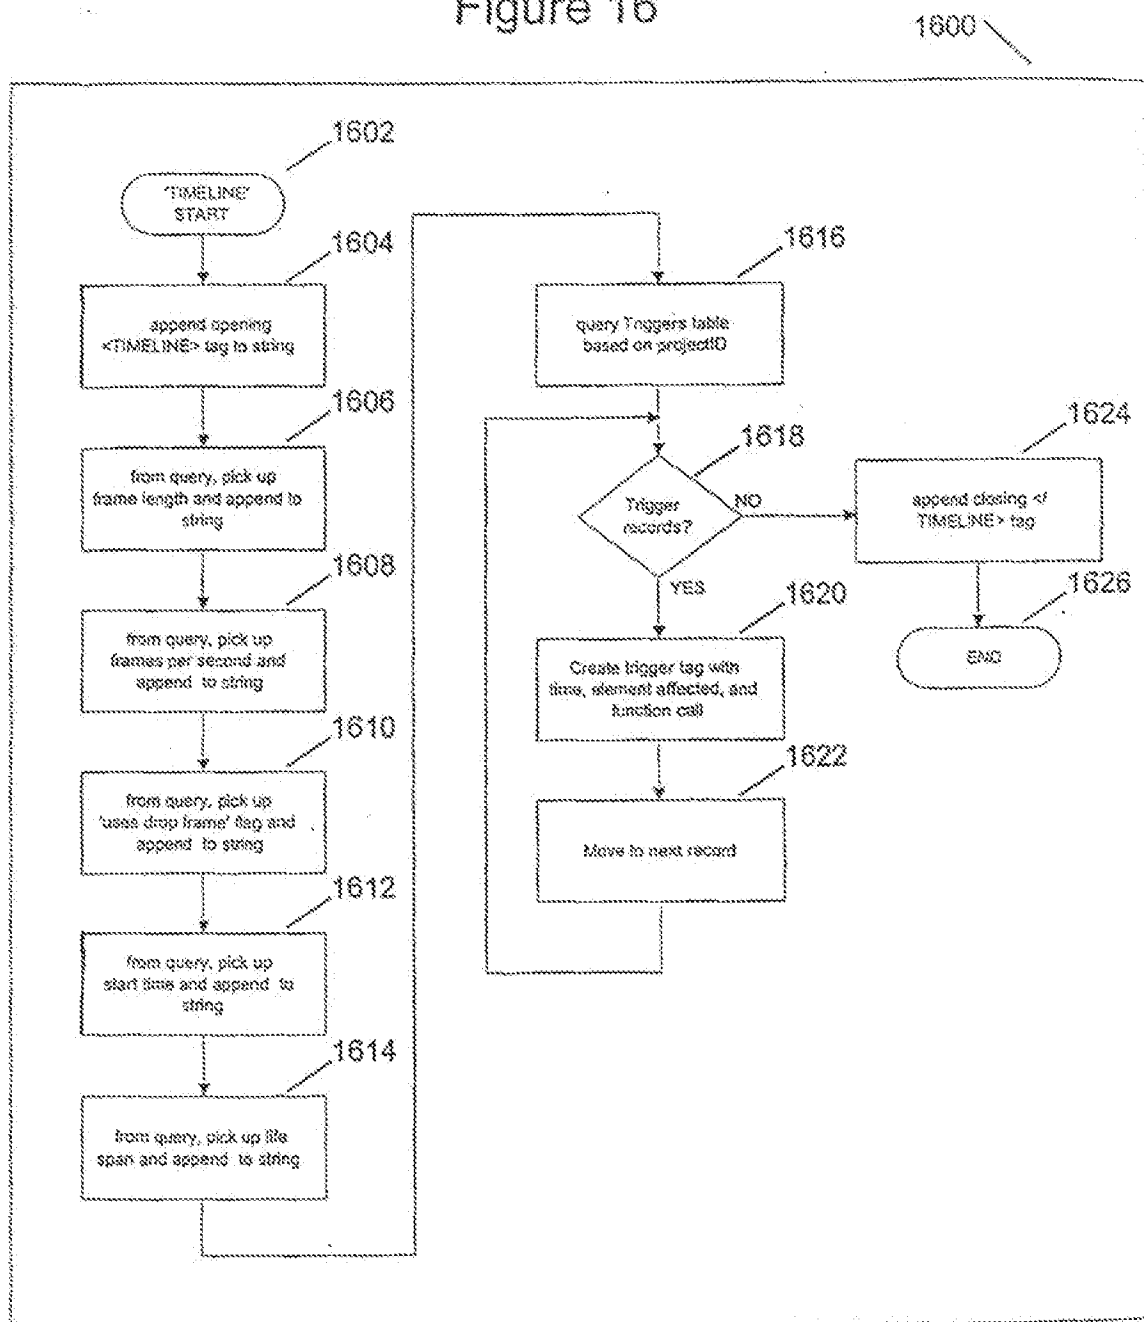 Figure 16
1600
1602
'TIMELINE'
START
1604
append opening
<TIMELINE> tag to string
1606
from query, pick up
frame length and append to
string
1608
from query, pick up
frames per second and
append to string
1610
from query, pick up
'uses drop frame' flag and
append to string
1612
from query, pick up
start time and append to
string
1614
from query, pick up life
span and append to string
1616
query Triggers table
based on projectID
1618
Trigger
records?
NO
YES
1620
Create trigger tag with
time, element affected, and
function call
1622
Move to next record
1624
append closing </
TIMELINE> tag
1626
END